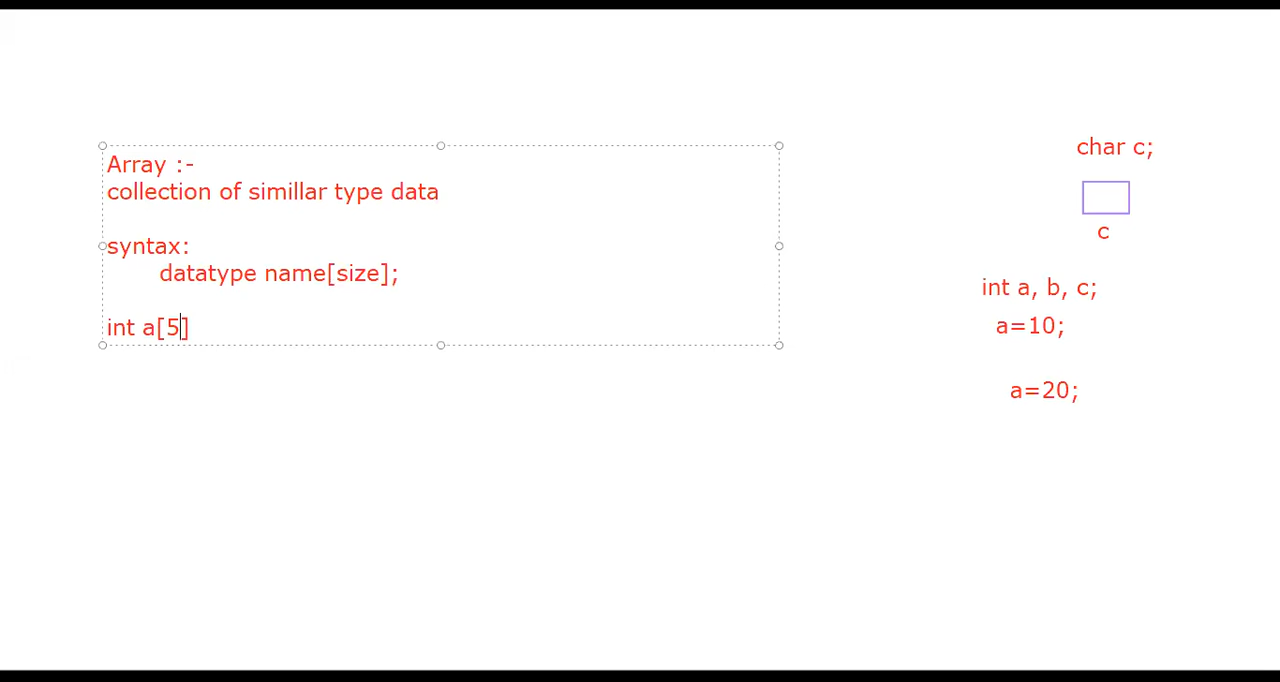 Array :-
collection of simillar type data
syntax:
datatype name[size];
int a[5]
char c;
c
int a, b, c;
a=10;
a=20;